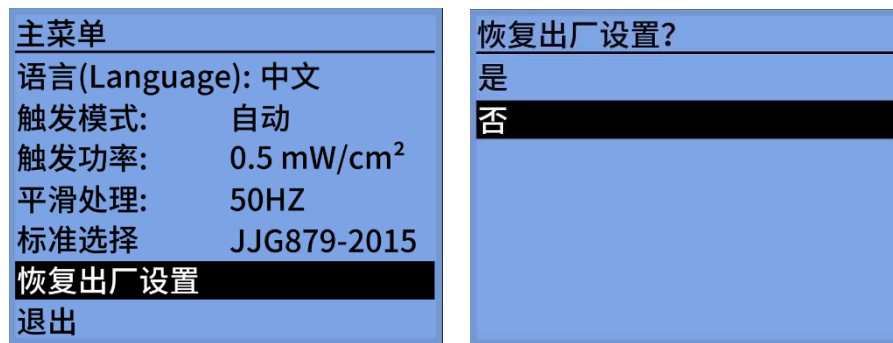 主菜单
语言(Language): 中文
触发模式: 自动
触发功率: 0.5 mW/cm²
平滑处理: 50HZ
标准选择 JJG879-2015
恢复出厂设置
退出
恢复出厂设置?
是
否